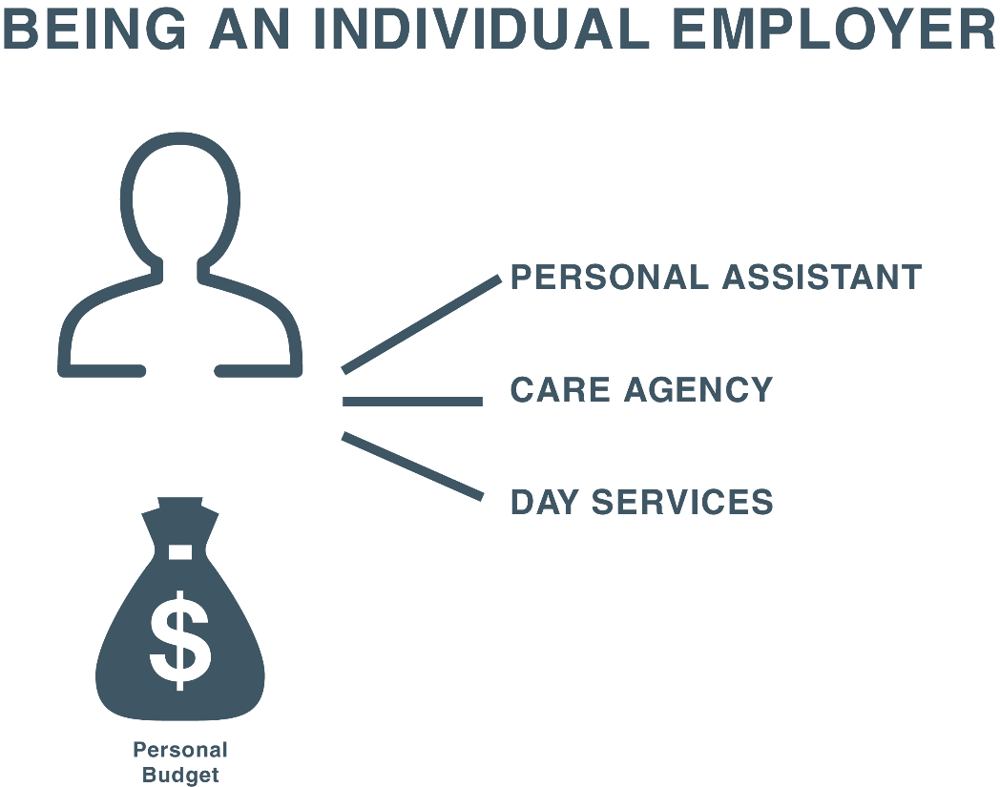 BEING AN INDIVIDUAL EMPLOYER
PERSONAL ASSISTANT
CARE AGENCY
DAY SERVICES
$
Personal
Budget